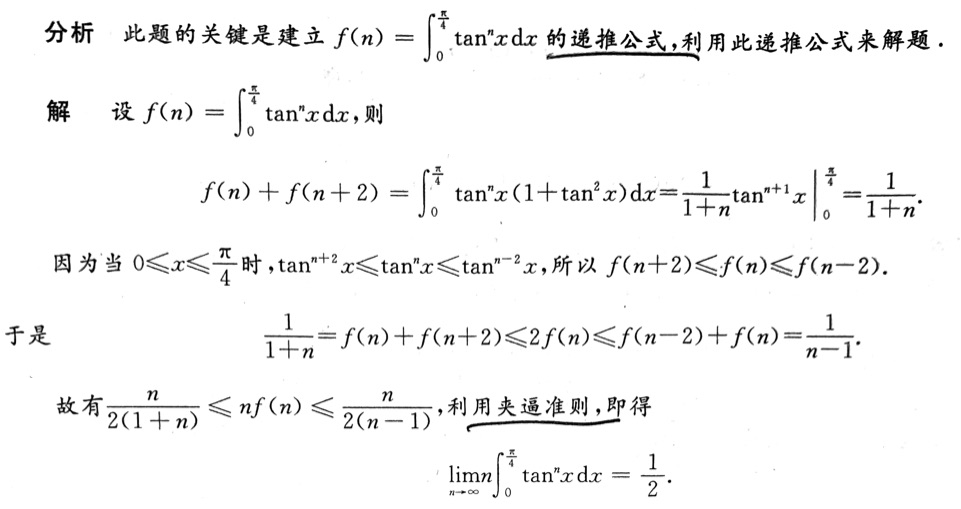 分析 此题的关键是建立 $f(n)=\int_0^{\frac{\pi}{4}}\tan^n x\,dx$ 的递推公式,利用此递推公式来解题.
解 设 $f(n)=\int_0^{\frac{\pi}{4}}\tan^n x\,dx$,则
$f(n)+f(n+2)=\int_0^{\frac{\pi}{4}}\tan^n x(1+\tan^2 x)dx=\frac{1}{1+n}\tan^{n+1}x\Big|_0^{\frac{\pi}{4}}=\frac{1}{1+n}.$
因为当 $0\leqslant x\leqslant\frac{\pi}{4}$ 时,$\tan^{n+2}x\leqslant\tan^n x\leqslant\tan^{n-2}x$,所以 $f(n+2)\leqslant f(n)\leqslant f(n-2)$.
于是 $\frac{1}{1+n}=f(n)+f(n+2)\leqslant 2f(n)\leqslant f(n-2)+f(n)=\frac{1}{n-1}.$
故有 $\frac{n}{2(1+n)}\leqslant nf(n)\leqslant\frac{n}{2(n-1)}$,利用夹逼准则,即得
$\lim_{n\to\infty}n\int_0^{\frac{\pi}{4}}\tan^n x\,dx=\frac{1}{2}.$